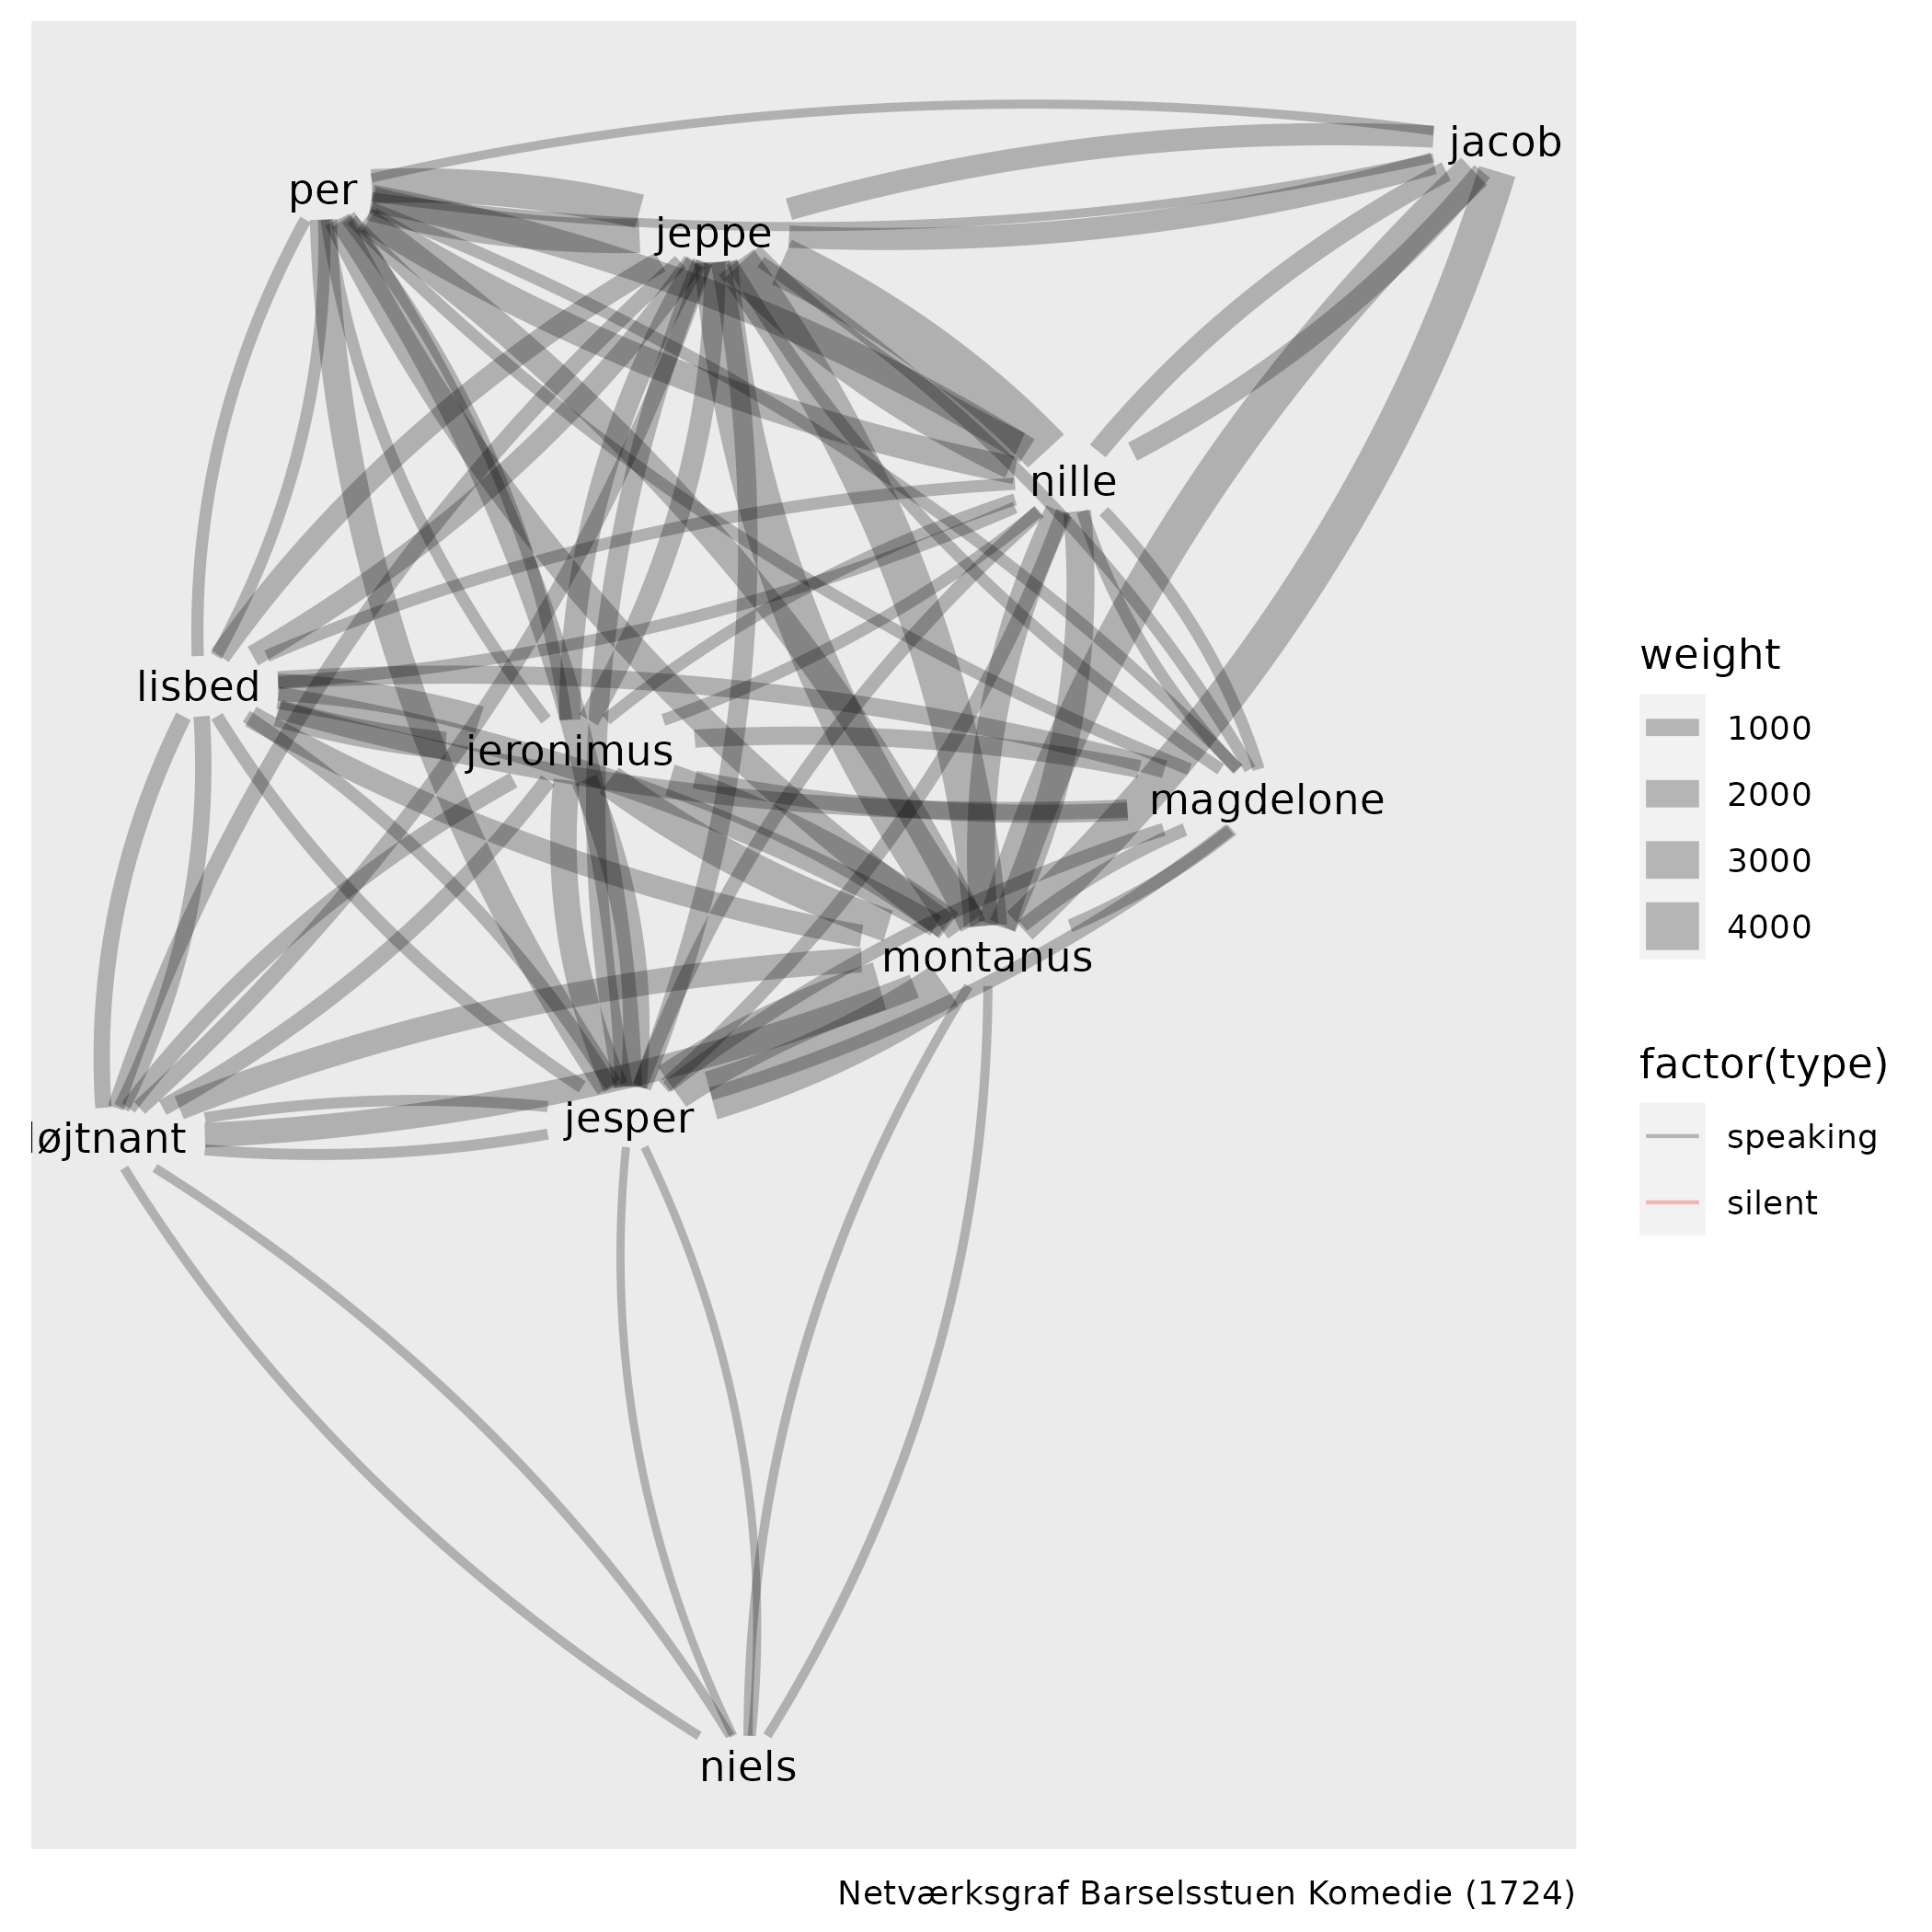 jacob
per
jeppe
nille
lisbed
jeronimus
magdelone
montanus
jesper
løjtnant
niels
weight
1000
2000
3000
4000
factor(type)
speaking
silent
Netværksgraf Barselsstuen Komedie (1724)